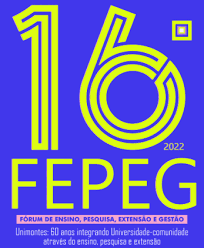 16º
2022
FEPEG
FÓRUM DE ENSINO, PESQUISA, EXTENSÃO E GESTÃO
Unimontes: 60 anos integrando Universidade-comunidade
através do ensino, pesquisa e extensão